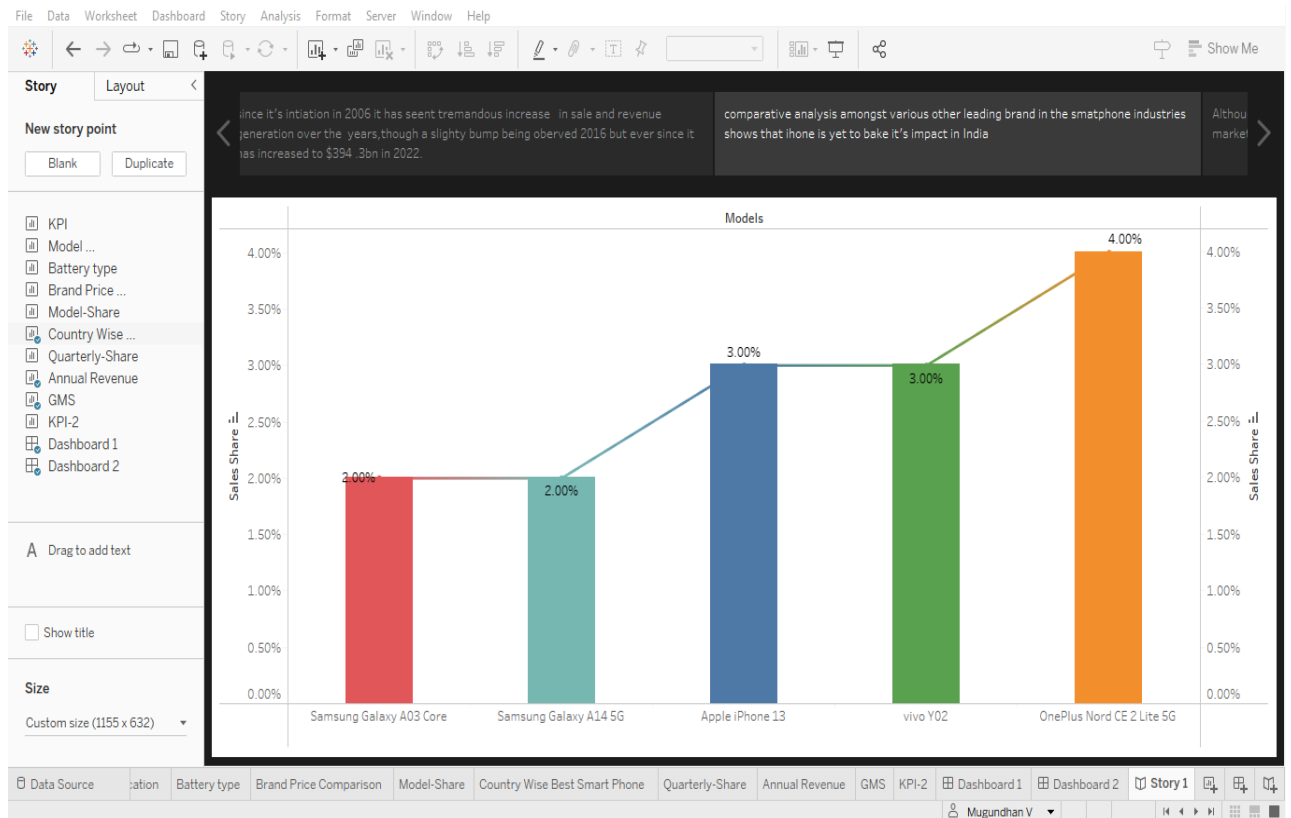 File Data Worksheet Dashboard Story Analysis Format Server Window Help
Show Me
Story Layout
New story point
Blank Duplicate
KPI
Model ...
Battery type
Brand Price ...
Model-Share
Country Wise ...
Quarterly-Share
Annual Revenue
GMS
KPI-2
Dashboard 1
Dashboard 2
A Drag to add text
Show title
Size
Custom size (1155 x 632)
since it's intiation in 2006 it has seent tremandous increase in sale and revenue
generation over the years,though a slighty bump being oberved 2016 but ever since it
has increased to $394 .3bn in 2022.
comparative analysis amongst various other leading brand in the smatphone industries
shows that ihone is yet to bake it's impact in India
Althou
market
Models
Sales Share
4.00%
3.50%
3.00%
2.50%
2.00%
1.50%
1.00%
0.50%
0.00%
2.00%
2.00%
3.00%
3.00%
4.00%
Samsung Galaxy A03 Core Samsung Galaxy A14 5G Apple iPhone 13 vivo Y02 OnePlus Nord CE 2 Lite 5G
4.00%
3.50%
3.00%
2.50%
2.00%
1.50%
1.00%
0.50%
0.00%
Sales Share
Data Source cation Battery type Brand Price Comparison Model-Share Country Wise Best Smart Phone Quarterly-Share Annual Revenue GMS KPI-2 Dashboard 1 Dashboard 2 Story 1
Mugundhan V